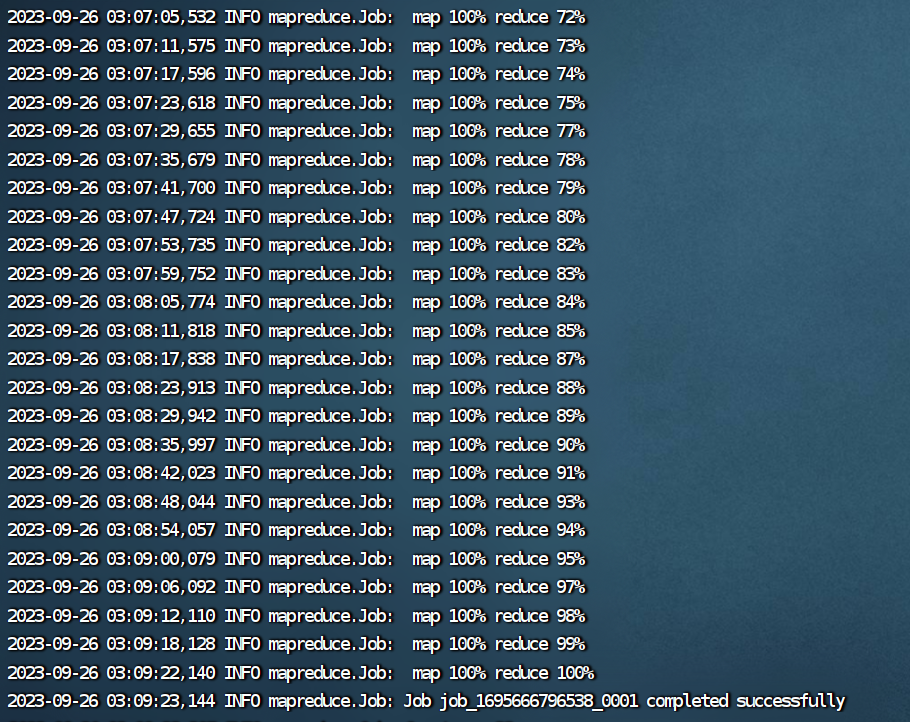 2023-09-26 03:07:05,532 INFO mapreduce.Job:  map 100% reduce 72%
2023-09-26 03:07:11,575 INFO mapreduce.Job:  map 100% reduce 73%
2023-09-26 03:07:17,596 INFO mapreduce.Job:  map 100% reduce 74%
2023-09-26 03:07:23,618 INFO mapreduce.Job:  map 100% reduce 75%
2023-09-26 03:07:29,655 INFO mapreduce.Job:  map 100% reduce 77%
2023-09-26 03:07:35,679 INFO mapreduce.Job:  map 100% reduce 78%
2023-09-26 03:07:41,700 INFO mapreduce.Job:  map 100% reduce 79%
2023-09-26 03:07:47,724 INFO mapreduce.Job:  map 100% reduce 80%
2023-09-26 03:07:53,735 INFO mapreduce.Job:  map 100% reduce 82%
2023-09-26 03:07:59,752 INFO mapreduce.Job:  map 100% reduce 83%
2023-09-26 03:08:05,774 INFO mapreduce.Job:  map 100% reduce 84%
2023-09-26 03:08:11,818 INFO mapreduce.Job:  map 100% reduce 85%
2023-09-26 03:08:17,838 INFO mapreduce.Job:  map 100% reduce 87%
2023-09-26 03:08:23,913 INFO mapreduce.Job:  map 100% reduce 88%
2023-09-26 03:08:29,942 INFO mapreduce.Job:  map 100% reduce 89%
2023-09-26 03:08:35,997 INFO mapreduce.Job:  map 100% reduce 90%
2023-09-26 03:08:42,023 INFO mapreduce.Job:  map 100% reduce 91%
2023-09-26 03:08:48,044 INFO mapreduce.Job:  map 100% reduce 93%
2023-09-26 03:08:54,057 INFO mapreduce.Job:  map 100% reduce 94%
2023-09-26 03:09:00,079 INFO mapreduce.Job:  map 100% reduce 95%
2023-09-26 03:09:06,092 INFO mapreduce.Job:  map 100% reduce 97%
2023-09-26 03:09:12,110 INFO mapreduce.Job:  map 100% reduce 98%
2023-09-26 03:09:18,128 INFO mapreduce.Job:  map 100% reduce 99%
2023-09-26 03:09:22,140 INFO mapreduce.Job:  map 100% reduce 100%
2023-09-26 03:09:23,144 INFO mapreduce.Job: Job job_1695666796538_0001 completed successfully